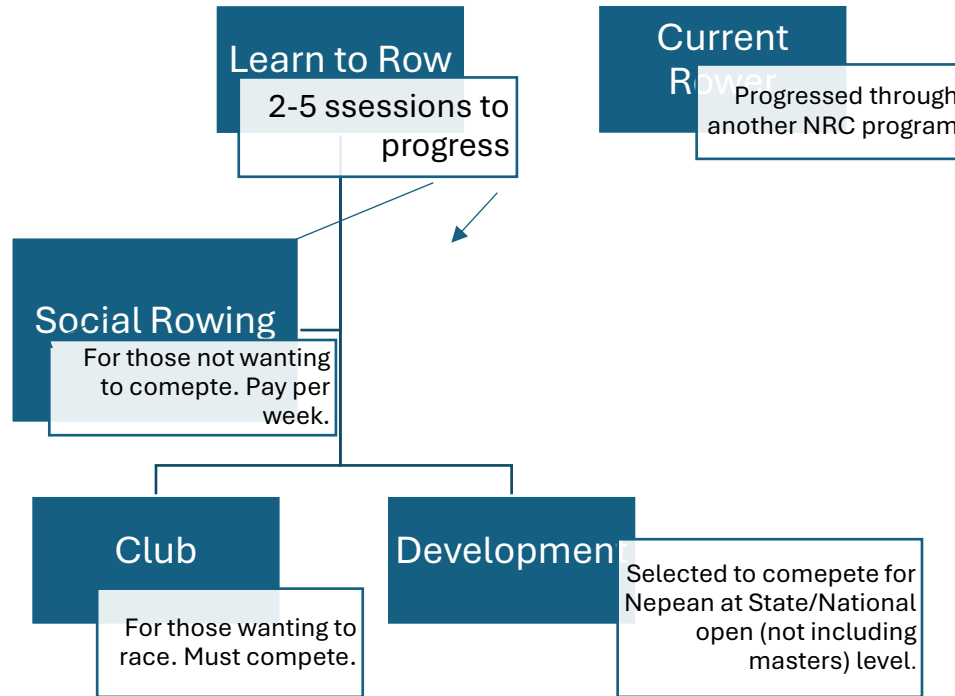 Learn to Row
2-5 ssessions to
progress
Current
Rower
Progressed through
another NRC program
Social Rowing
For those not wanting
to comepte. Pay per
week.
Club
For those wanting to
race. Must compete.
Development
Selected to comepete for
Nepean at State/National
open (not including
masters) level.